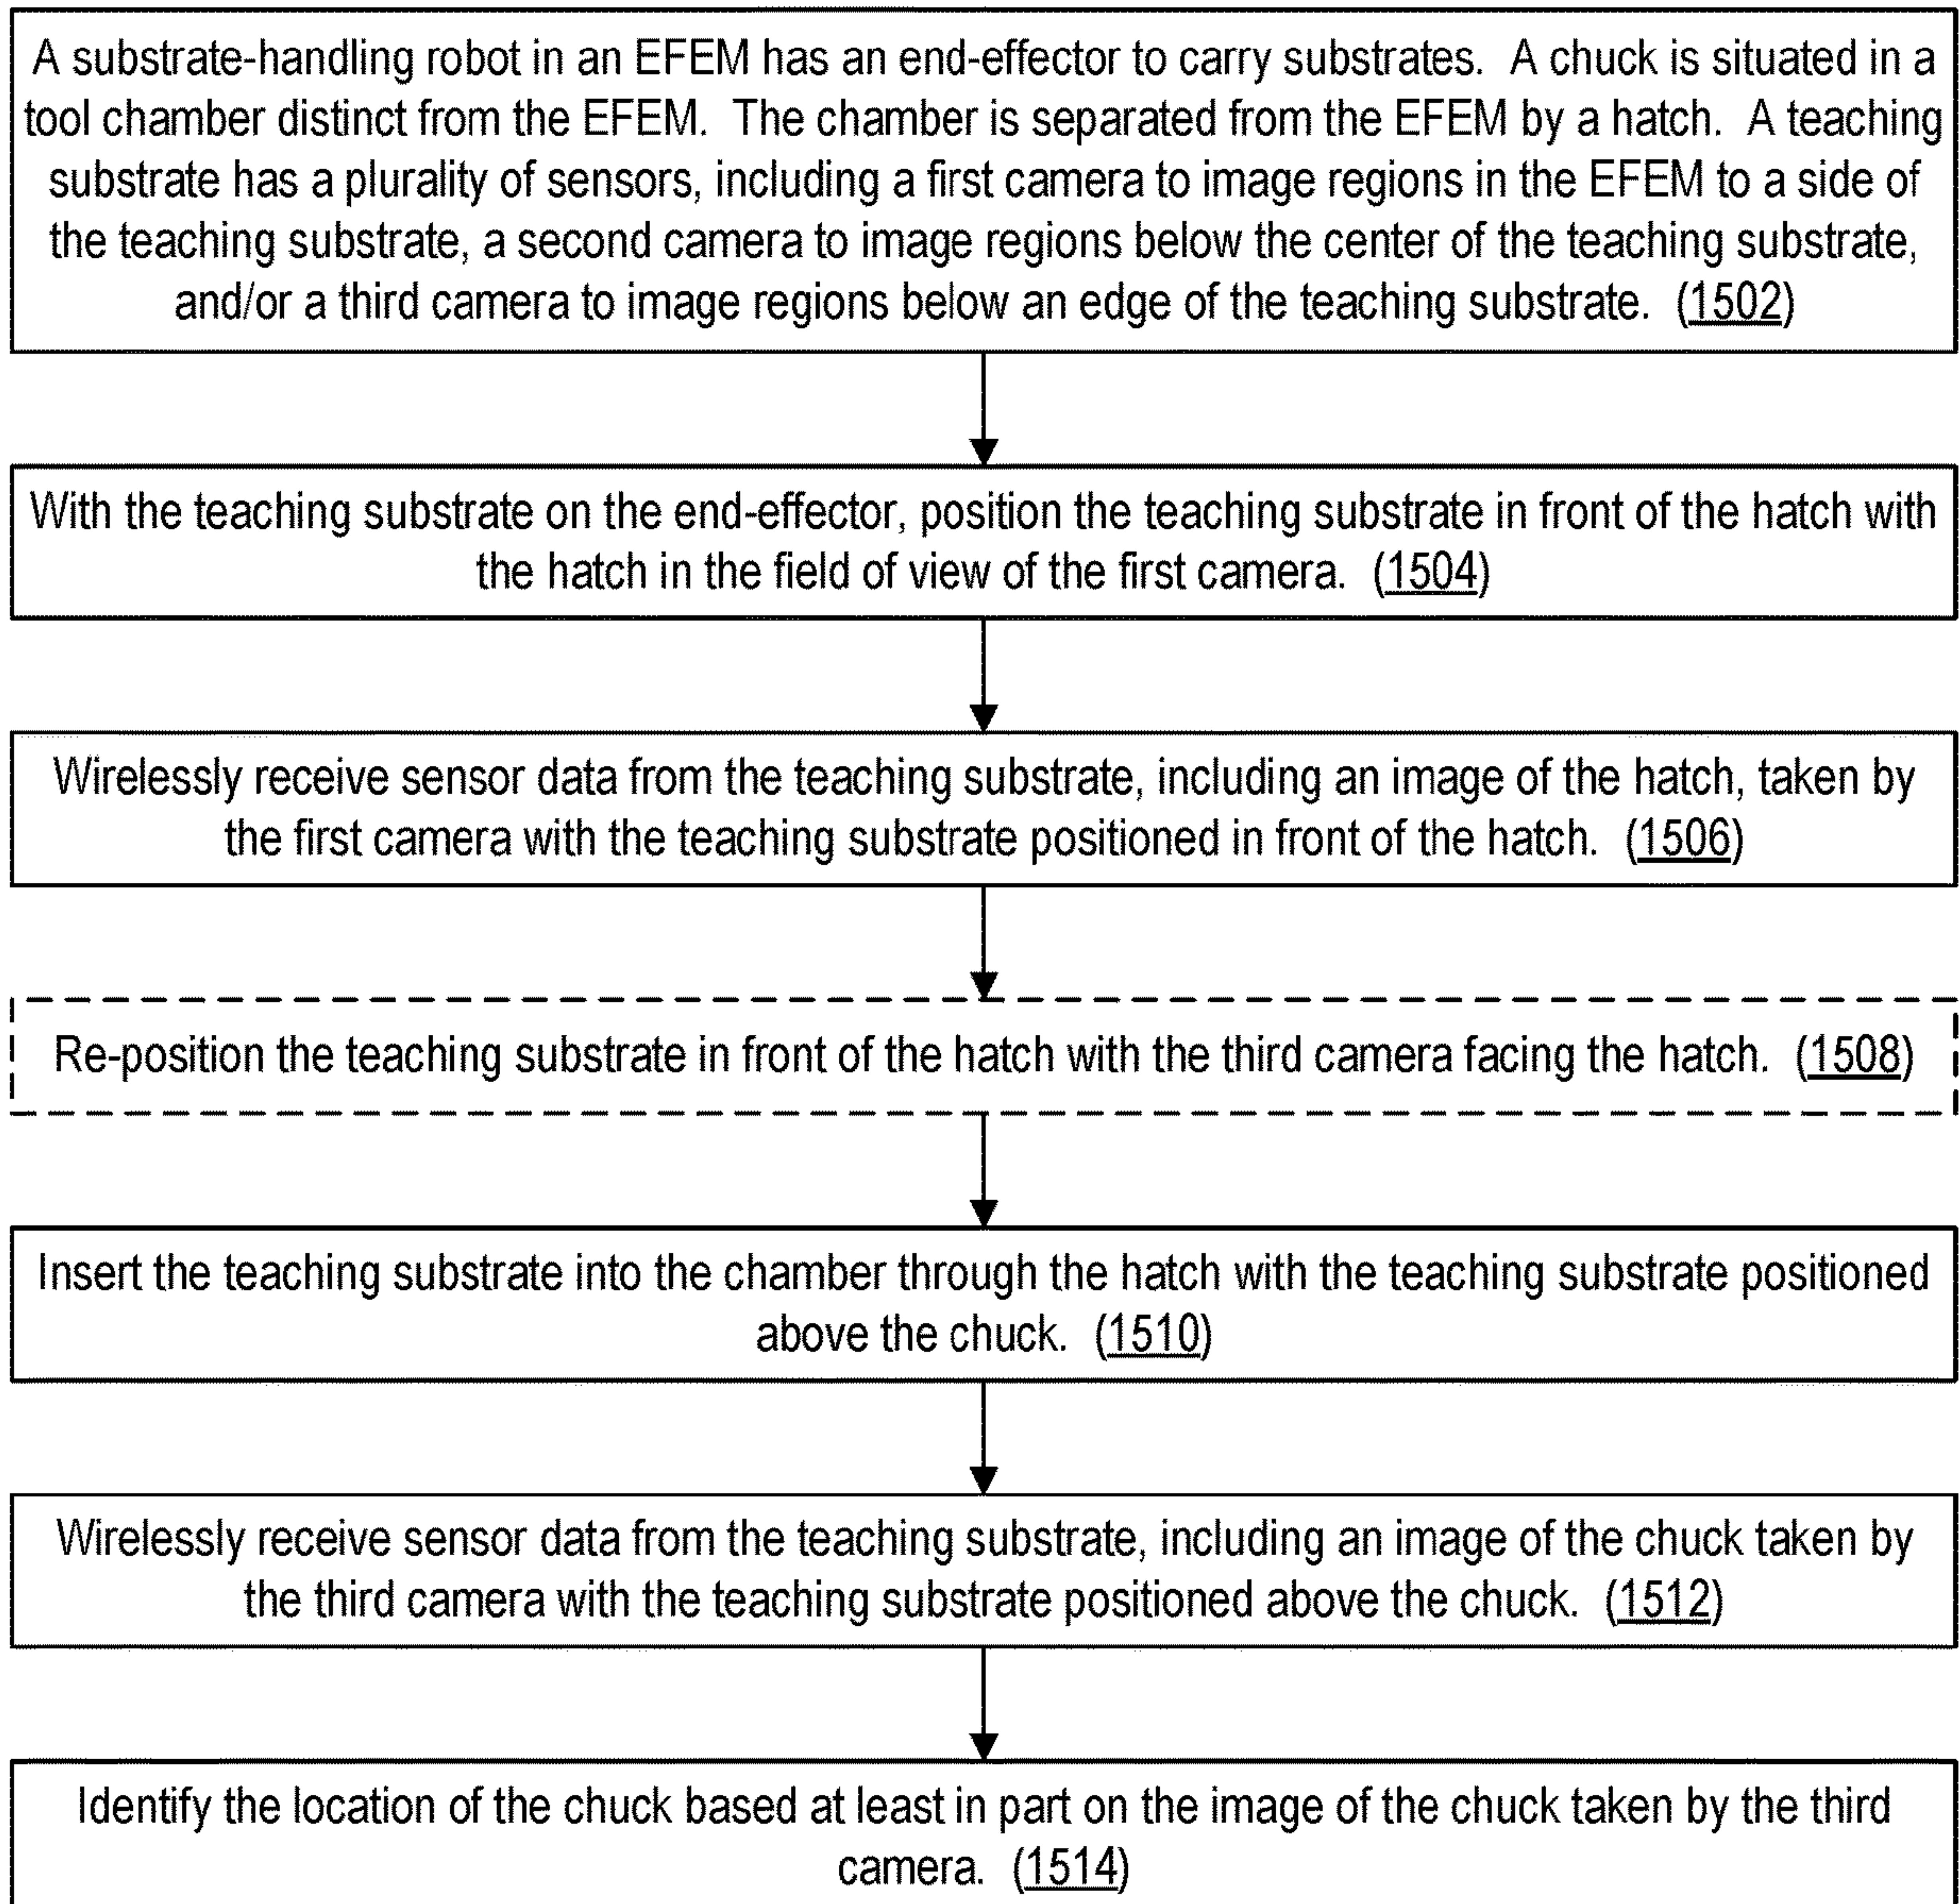 A substrate-handling robot in an EFEM has an end-effector to carry substrates. A chuck is situated in a
tool chamber distinct from the EFEM. The chamber is separated from the EFEM by a hatch. A teaching
substrate has a plurality of sensors, including a first camera to image regions in the EFEM to a side of
the teaching substrate, a second camera to image regions below the center of the teaching substrate,
and/or a third camera to image regions below an edge of the teaching substrate. (1502)
With the teaching substrate on the end-effector, position the teaching substrate in front of the hatch with
the hatch in the field of view of the first camera. (1504)
Wirelessly receive sensor data from the teaching substrate, including an image of the hatch, taken by
the first camera with the teaching substrate positioned in front of the hatch. (1506)
Re-position the teaching substrate in front of the hatch with the third camera facing the hatch. (1508)
Insert the teaching substrate into the chamber through the hatch with the teaching substrate positioned
above the chuck. (1510)
Wirelessly receive sensor data from the teaching substrate, including an image of the chuck taken by
the third camera with the teaching substrate positioned above the chuck. (1512)
Identify the location of the chuck based at least in part on the image of the chuck taken by the third
camera. (1514)